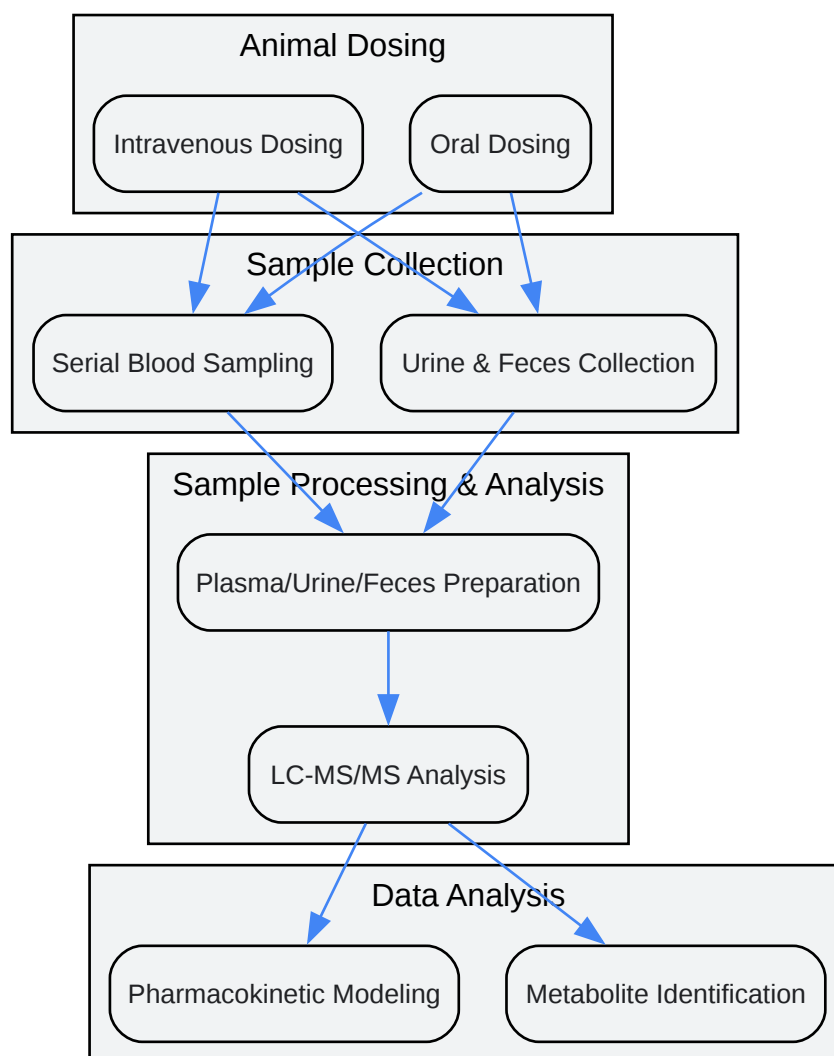 Animal Dosing
Intravenous Dosing
Oral Dosing
Sample Collection
Serial Blood Sampling
Urine & Feces Collection
Sample Processing & Analysis
Plasma/Urine/Feces Preparation
LC-MS/MS Analysis
Data Analysis
Pharmacokinetic Modeling
Metabolite Identification